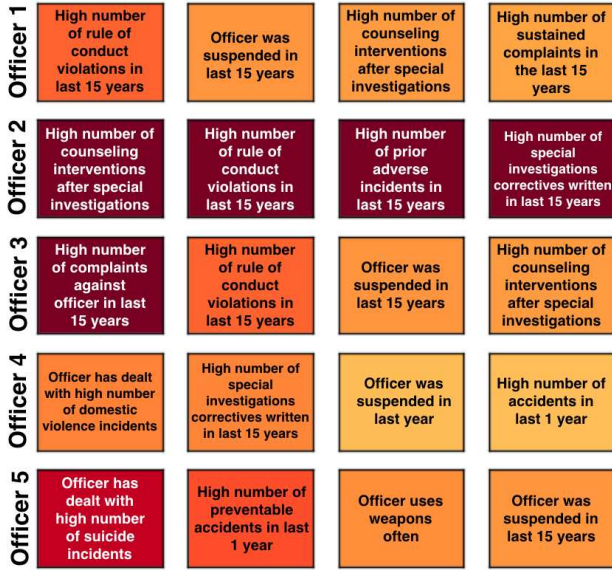 Officer 1
High number
of rule of
conduct
violations in
last 15 years
Officer was
suspended in
last 15 years
High number of
counseling
interventions
after special
investigations
High number of
sustained
complaints in
the last 15
years
Officer 2
High number of
counseling
interventions
after special
investigations
High number
of rule of
conduct
violations in
last 15 years
High number
of prior
adverse
incidents in
last 15 years
High number of
special
investigations
correctives written
in last 15 years
Officer 3
High number
of complaints
against
officer in last
15 years
High number
of rule of
conduct
violations in
last 15 years
Officer was
suspended in
last 15 years
High number of
counseling
interventions
after special
investigations
Officer 4
Officer has dealt
with high number
of domestic
violence incidents
High number of
special
investigations
correctives written
in last 15 years
Officer was
suspended in
last year
High number of
accidents in
last 1 year
Officer 5
Officer has
dealt with
high number
of suicide
incidents
High number of
preventable
accidents in last
1 year
Officer uses
weapons
often
Officer was
suspended in
last 15 years